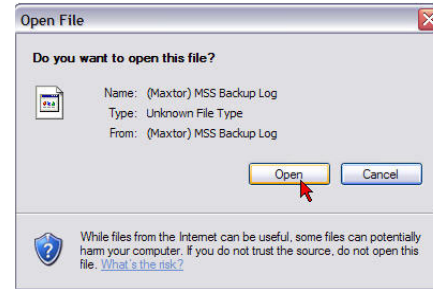 Open File
Do you want to open this file?
Name: (Maxtor) MSS Backup Log
Type: Unknown File Type
From: (Maxtor) MSS Backup Log
Open Cancel
While files from the Internet can be useful, some files can potentially
harm your computer. If you do not trust the source, do not open this
file. What's the risk?